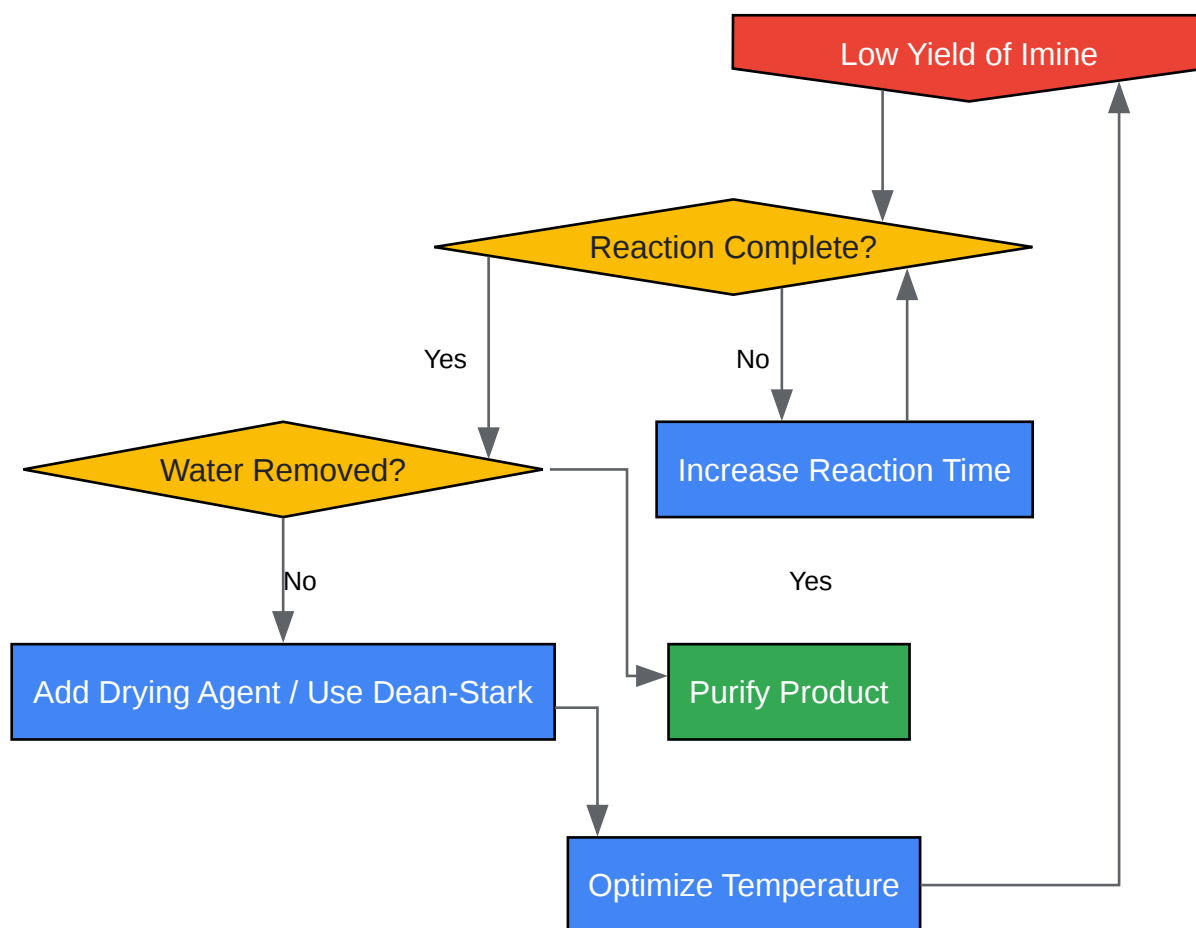 Low Yield of Imine
Reaction Complete?
Yes
No
Water Removed?
Increase Reaction Time
No
Yes
Add Drying Agent / Use Dean-Stark
Purify Product
Optimize Temperature